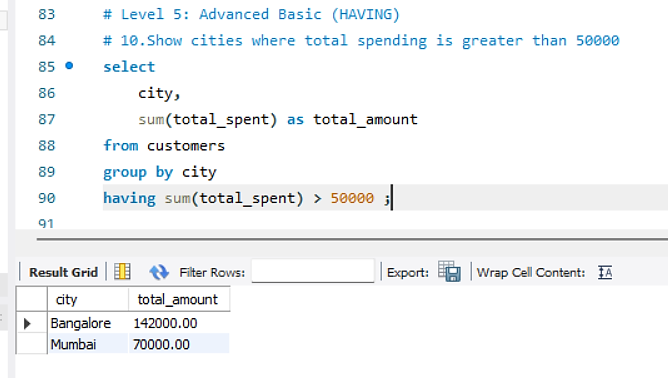 83 # Level 5: Advanced Basic (HAVING)
84 # 10.Show cities where total spending is greater than 50000
85 select
86 city,
87 sum(total_spent) as total_amount
88 from customers
89 group by city
90 having sum(total_spent) > 50000 ;
91
Result Grid Filter Rows: Export: Wrap Cell Content:
city total_amount
Bangalore 142000.00
Mumbai 70000.00